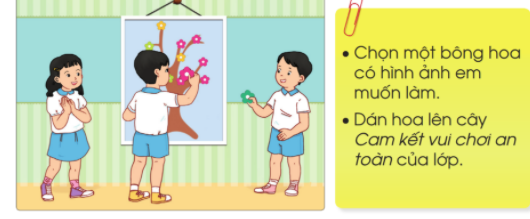 • Chọn một bông hoa
có hình ảnh em
muốn làm.
• Dán hoa lên cây
Cam kết vui chơi an
toàn của lớp.